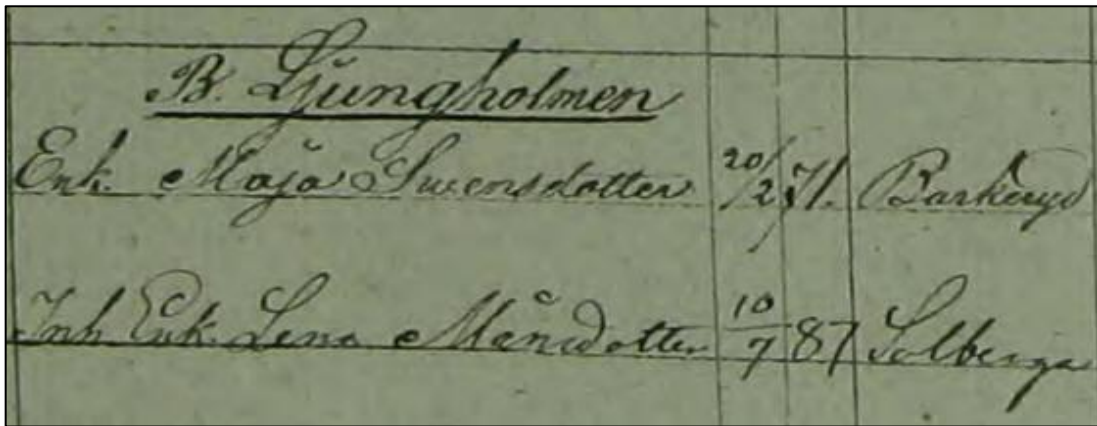 B. Ljungholmen
Enk. Maja Swensdotter 20/2 71. Barkeryd
Inh. Enk. Lena Månsdotter 10/7 87 Solberga